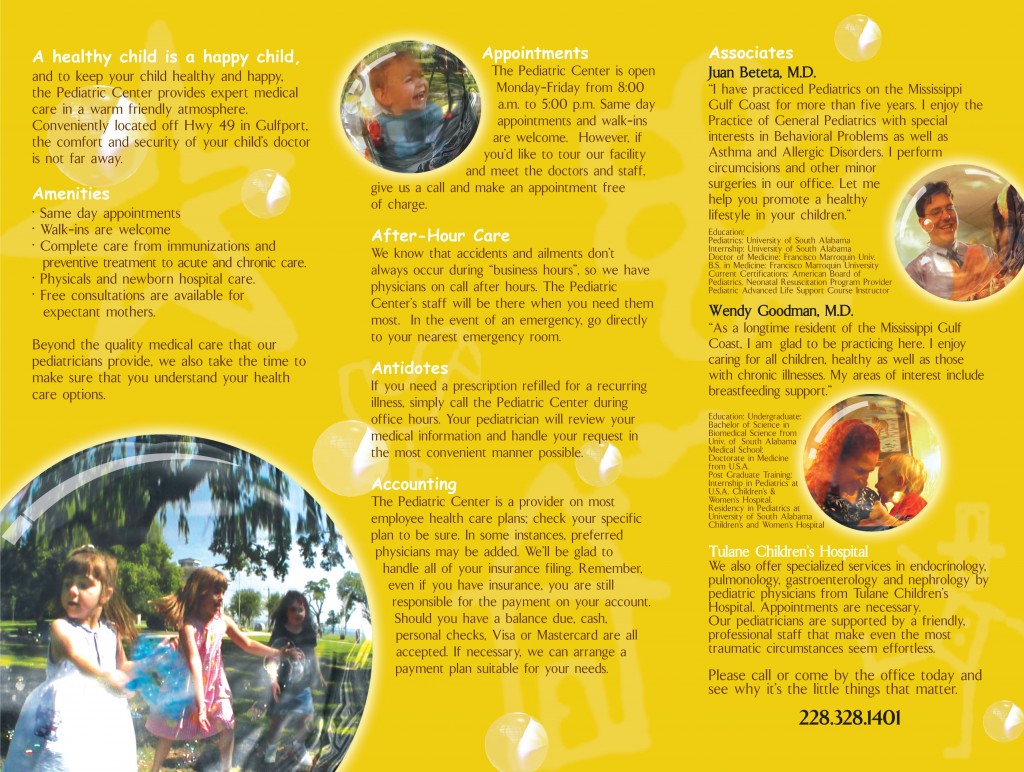 A healthy child is a happy child,
and to keep your child healthy and happy,
the Pediatric Center provides expert medical
care in a warm friendly atmosphere.
Conveniently located off Hwy 49 in Gulfport,
the comfort and security of your child's doctor
is not far away.
Amenities
· Same day appointments
· Walk-ins are welcome
· Complete care from immunizations and
preventive treatment to acute and chronic care.
· Physicals and newborn hospital care.
· Free consultations are available for
expectant mothers.
Beyond the quality medical care that our
pediatricians provide, we also take the time to
make sure that you understand your health
care options.
Appointments
The Pediatric Center is open
Monday-Friday from 8:00
a.m. to 5:00 p.m. Same day
appointments and walk-ins
are welcome. However, if
you'd like to tour our facility
and meet the doctors and staff,
give us a call and make an appointment free
of charge.
After-Hour Care
We know that accidents and ailments don't
always occur during "business hours", so we have
physicians on call after hours. The Pediatric
Center's staff will be there when you need them
most. In the event of an emergency, go directly
to your nearest emergency room.
Antidotes
If you need a prescription refilled for a recurring
illness, simply call the Pediatric Center during
office hours. Your pediatrician will review your
medical information and handle your request in
the most convenient manner possible.
Accounting
The Pediatric Center is a provider on most
employee health care plans; check your specific
plan to be sure. In some instances, preferred
physicians may be added. We'll be glad to
handle all of your insurance filing. Remember,
even if you have insurance, you are still
responsible for the payment on your account.
Should you have a balance due, cash,
personal checks, Visa or Mastercard are all
accepted. If necessary, we can arrange a
payment plan suitable for your needs.
Associates
Juan Beteta, M.D.
"I have practiced Pediatrics on the Mississippi
Gulf Coast for more than five years. I enjoy the
Practice of General Pediatrics with special
interests in Behavioral Problems as well as
Asthma and Allergic Disorders. I perform
circumcisions and other minor
surgeries in our office. Let me
help you promote a healthy
lifestyle in your children."
Education:
Pediatrics: University of South Alabama
Internship: University of South Alabama
Doctor of Medicine: Francisco Marroquin Univ.
B.S. in Medicine: Francisco Marroquin University
Current Certifications: American Board of
Pediatrics, Neonatal Resuscitation Program Provider
Pediatric Advanced Life Support Course Instructor
Wendy Goodman, M.D.
"As a longtime resident of the Mississippi Gulf
Coast, I am glad to be practicing here. I enjoy
caring for all children, healthy as well as those
with chronic illnesses. My areas of interest include
breastfeeding support."
Education: Undergraduate:
Bachelor of Science in
Biomedical Science from
Univ. of South Alabama
Medical School:
Doctorate in Medicine
from U.S.A.
Post Graduate Training:
Internship in Pediatrics at
U.S.A. Children's &
Women's Hospital.
Residency in Pediatrics at
University of South Alabama
Children's and Women's Hospital
Tulane Children's Hospital
We also offer specialized services in endocrinology,
pulmonology, gastroenterology and nephrology by
pediatric physicians from Tulane Children's
Hospital. Appointments are necessary.
Our pediatricians are supported by a friendly,
professional staff that make even the most
traumatic circumstances seem effortless.
Please call or come by the office today and
see why it's the little things that matter.
228.328.1401